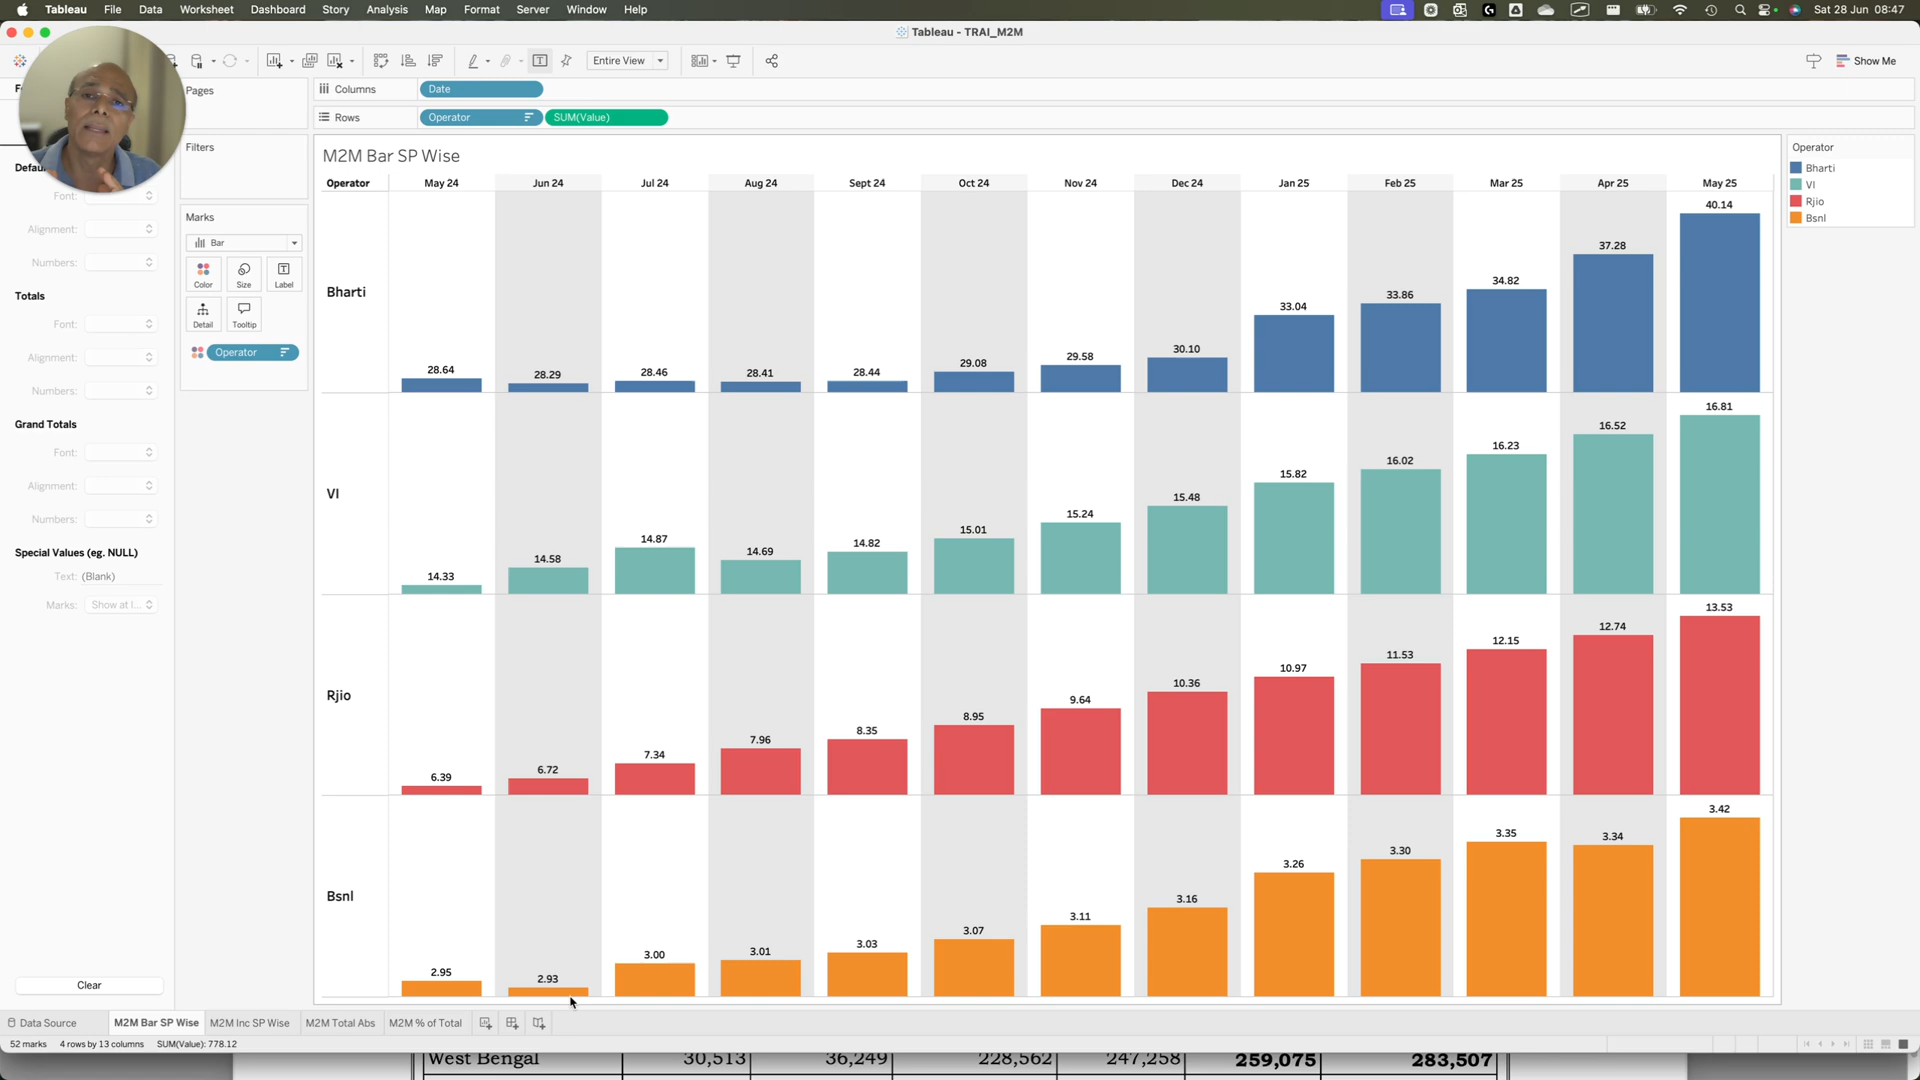 Tableau File Data Worksheet Dashboard Story Analysis Map Format Server Window Help Sat 28 Jun 08:47
Tableau - TRAI_M2M
Entire View Show Me
Pages
Columns Date
Rows Operator SUM(Value)
Filters
Font:
Alignment:
Numbers:
Totals
Font:
Alignment:
Numbers:
Grand Totals
Font:
Alignment:
Numbers:
Special Values (eg. NULL)
Text: (Blank)
Marks:
Clear
Marks
Bar
Color Size Label
Detail Tooltip
Operator
M2M Bar SP Wise
Operator May 24 Jun 24 Jul 24 Aug 24 Sept 24 Oct 24 Nov 24 Dec 24 Jan 25 Feb 25 Mar 25 Apr 25 May 25
Bharti 28.64 28.29 28.46 28.41 28.44 29.08 29.58 30.10 33.04 33.86 34.82 37.28 40.14
VI 14.33 14.58 14.87 14.69 14.82 15.01 15.24 15.48 15.82 16.02 16.23 16.52 16.81
Rjio 6.39 6.72 7.34 7.96 8.35 8.95 9.64 10.36 10.97 11.53 12.15 12.74 13.53
Bsnl 2.95 2.93 3.00 3.01 3.03 3.07 3.11 3.16 3.26 3.30 3.35 3.34 3.42
Operator
Bharti
VI
Rjio
Bsnl
Data Source M2M Bar SP Wise M2M Inc SP Wise M2M Total Abs M2M % of Total
52 marks 4 rows by 13 columns SUM(Value): 778.12
West Bengal 30,513 36,249 228,562 247,258 259,075 283,507